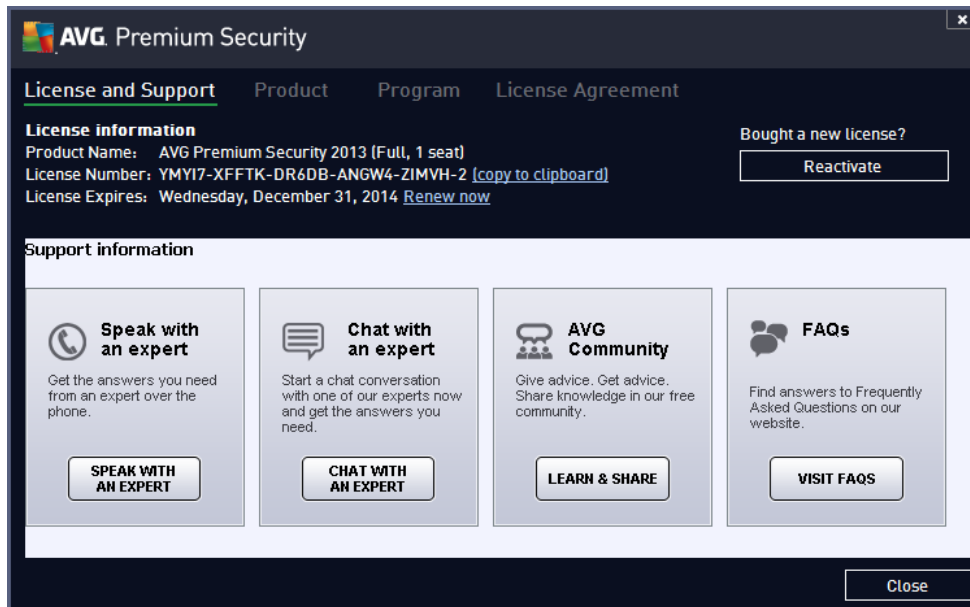 AVG. Premium Security
License and Support Product Program License Agreement
License information
Product Name: AVG Premium Security 2013 (Full, 1 seat)
License Number: YMYI7-XFFTK-DR6DB-ANGW4-ZIMVH-2 (copy to clipboard)
License Expires: Wednesday, December 31, 2014 Renew now
Bought a new license?
Reactivate
Support information
Speak with
an expert
Get the answers you need
from an expert over the
phone.
SPEAK WITH
AN EXPERT
Chat with
an expert
Start a chat conversation
with one of our experts now
and get the answers you
need.
CHAT WITH
AN EXPERT
AVG
Community
Give advice. Get advice.
Share knowledge in our free
community.
LEARN & SHARE
FAQs
Find answers to Frequently
Asked Questions on our
website.
VISIT FAQS
Close